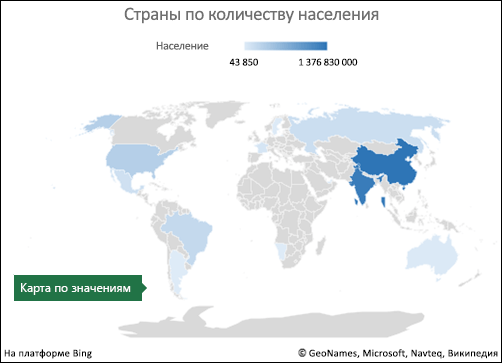 Страны по количеству населения
Население
43 850 1 376 830 000
Карта по значениям
На платформе Bing © GeoNames, Microsoft, Navteq, Википедия